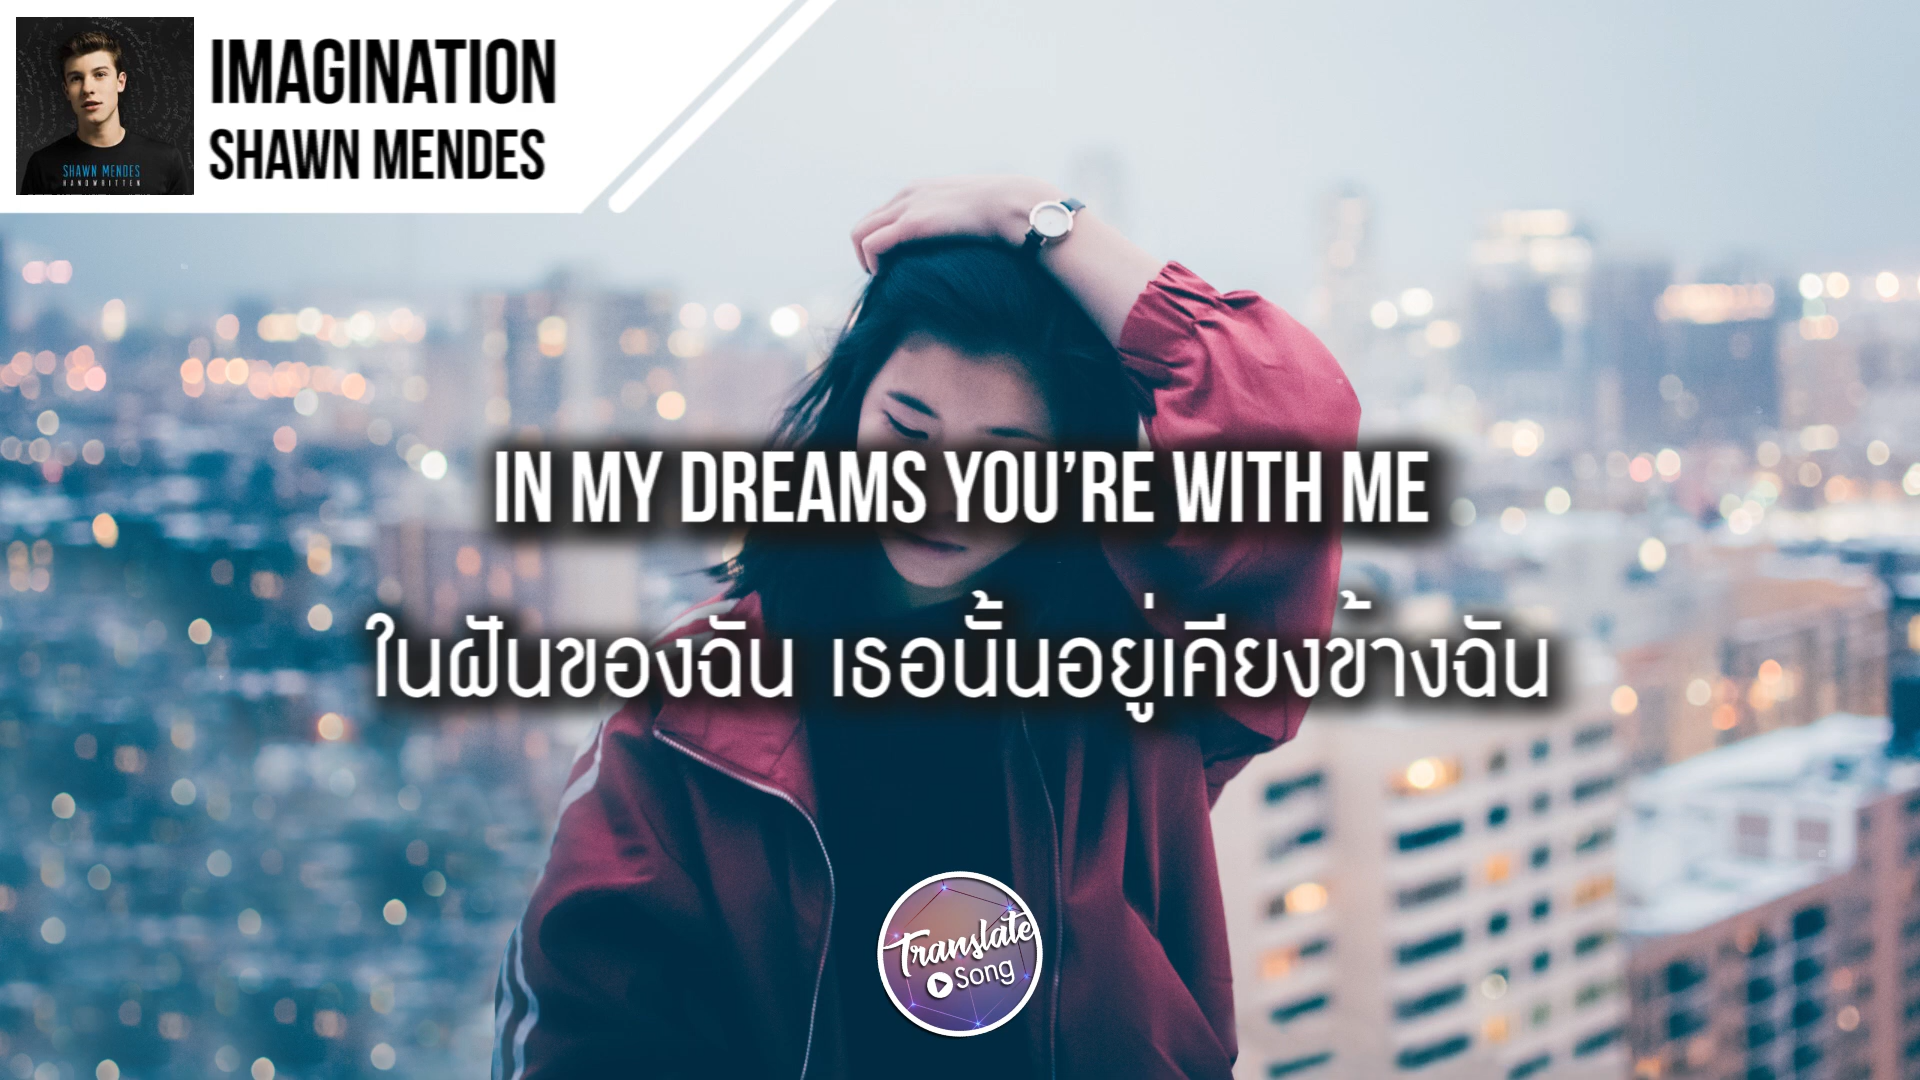 IMAGINATION
SHAWN MENDES
SHAWN MENDES
HANDWRITTEN
IN MY DREAMS YOU'RE WITH ME
ในฝันของฉัน เธอนั้นอยู่เคียงข้างฉัน
Translate
Song